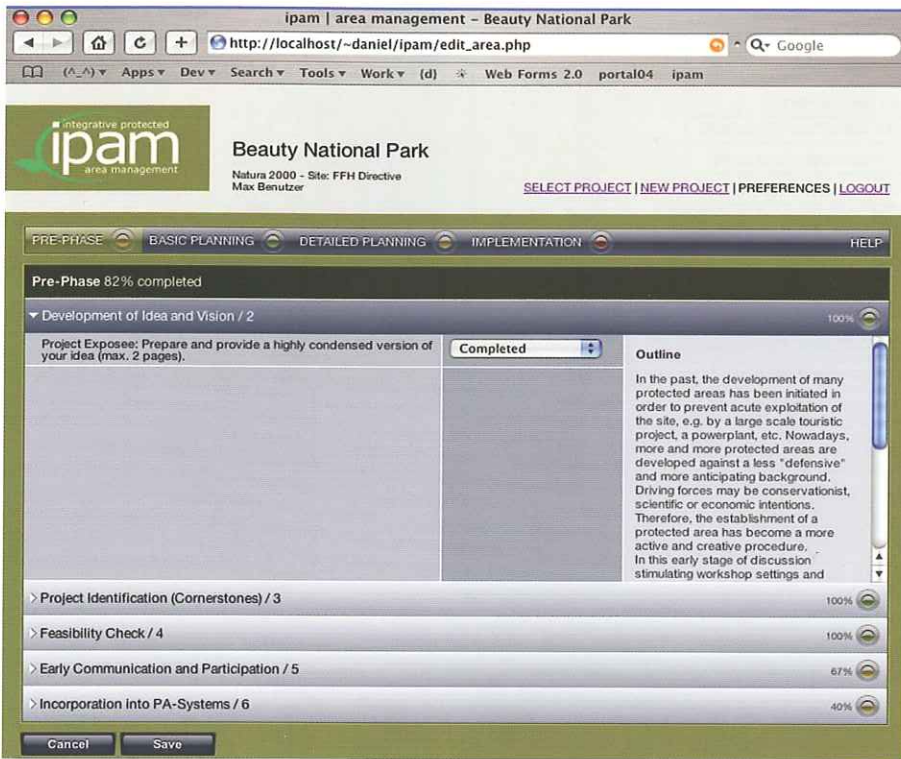 ipam | area management – Beauty National Park
http://localhost/~daniel/ipam/edit_area.php
Google
(^_^) Apps Dev Search Tools Work (d) Web Forms 2.0 portal04 ipam
integrative protected
ipam
area management
Beauty National Park
Natura 2000 - Site: FFH Directive
Max Benutzer
SELECT PROJECT | NEW PROJECT | PREFERENCES | LOGOUT
PRE-PHASE BASIC PLANNING DETAILED PLANNING IMPLEMENTATION HELP
Pre-Phase 82% completed
Development of Idea and Vision / 2 100%
Project Exposee: Prepare and provide a highly condensed version of
your idea (max. 2 pages).
Completed
Outline
In the past, the development of many
protected areas has been initiated in
order to prevent acute exploitation of
the site, e.g. by a large scale touristic
project, a powerplant, etc. Nowadays,
more and more protected areas are
developed against a less "defensive"
and more anticipating background.
Driving forces may be conservationist,
scientific or economic intentions.
Therefore, the establishment of a
protected area has become a more
active and creative procedure.
In this early stage of discussion
stimulating workshop settings and
Project Identification (Cornerstones) / 3 100%
Feasibility Check / 4 100%
Early Communication and Participation / 5 67%
Incorporation into PA-Systems / 6 40%
Cancel Save